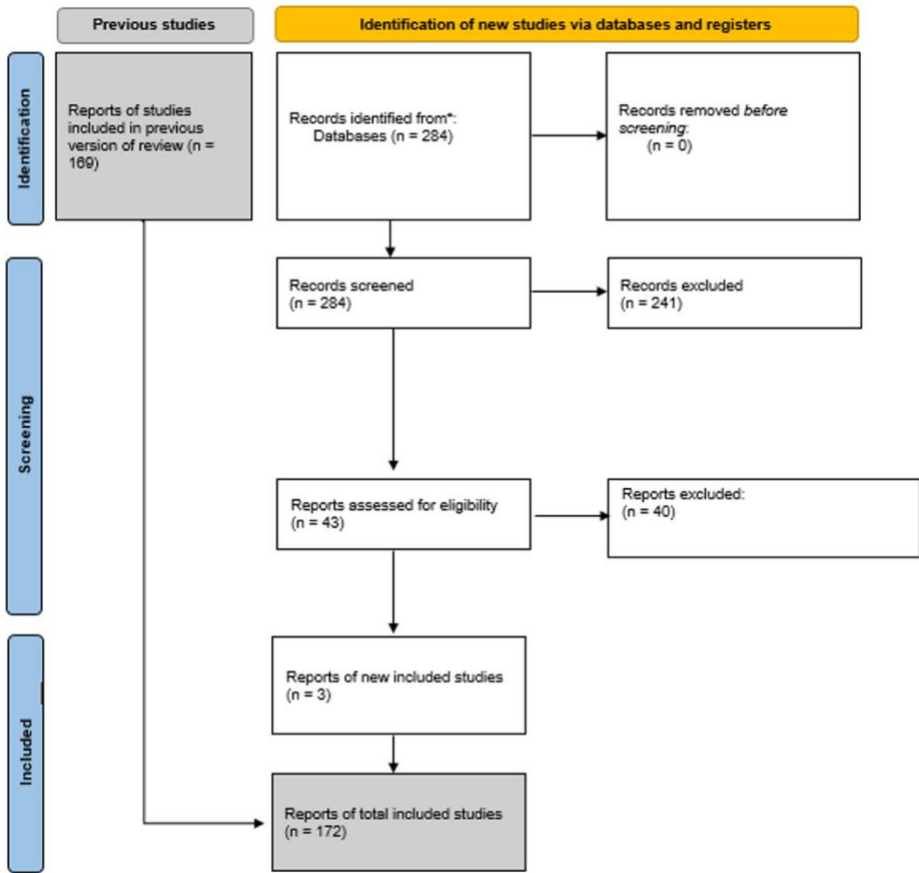 Previous studies
Identification of new studies via databases and registers
Identification
Reports of studies
included in previous
version of review (n =
169)
Records identified from*:
Databases (n = 284)
Records removed before
screening:
(n = 0)
Screening
Records screened
(n = 284)
Records excluded
(n = 241)
Reports assessed for eligibility
(n = 43)
Reports excluded:
(n = 40)
Included
Reports of new included studies
(n = 3)
Reports of total included studies
(n = 172)